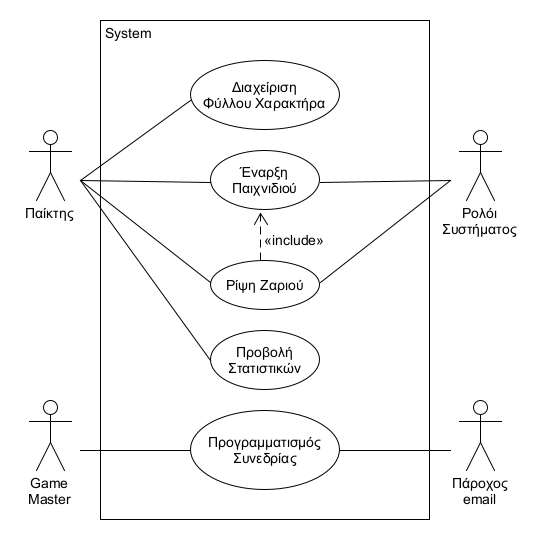 System
Διαχείριση
Φύλλου Χαρακτήρα
Έναρξη
Παιχνιδιού
Παίκτης
Ρολόι
Συστήματος
«include»
Ρίψη Ζαριού
Προβολή
Στατιστικών
Προγραμματισμός
Συνεδρίας
Game
Master
Πάροχος
email